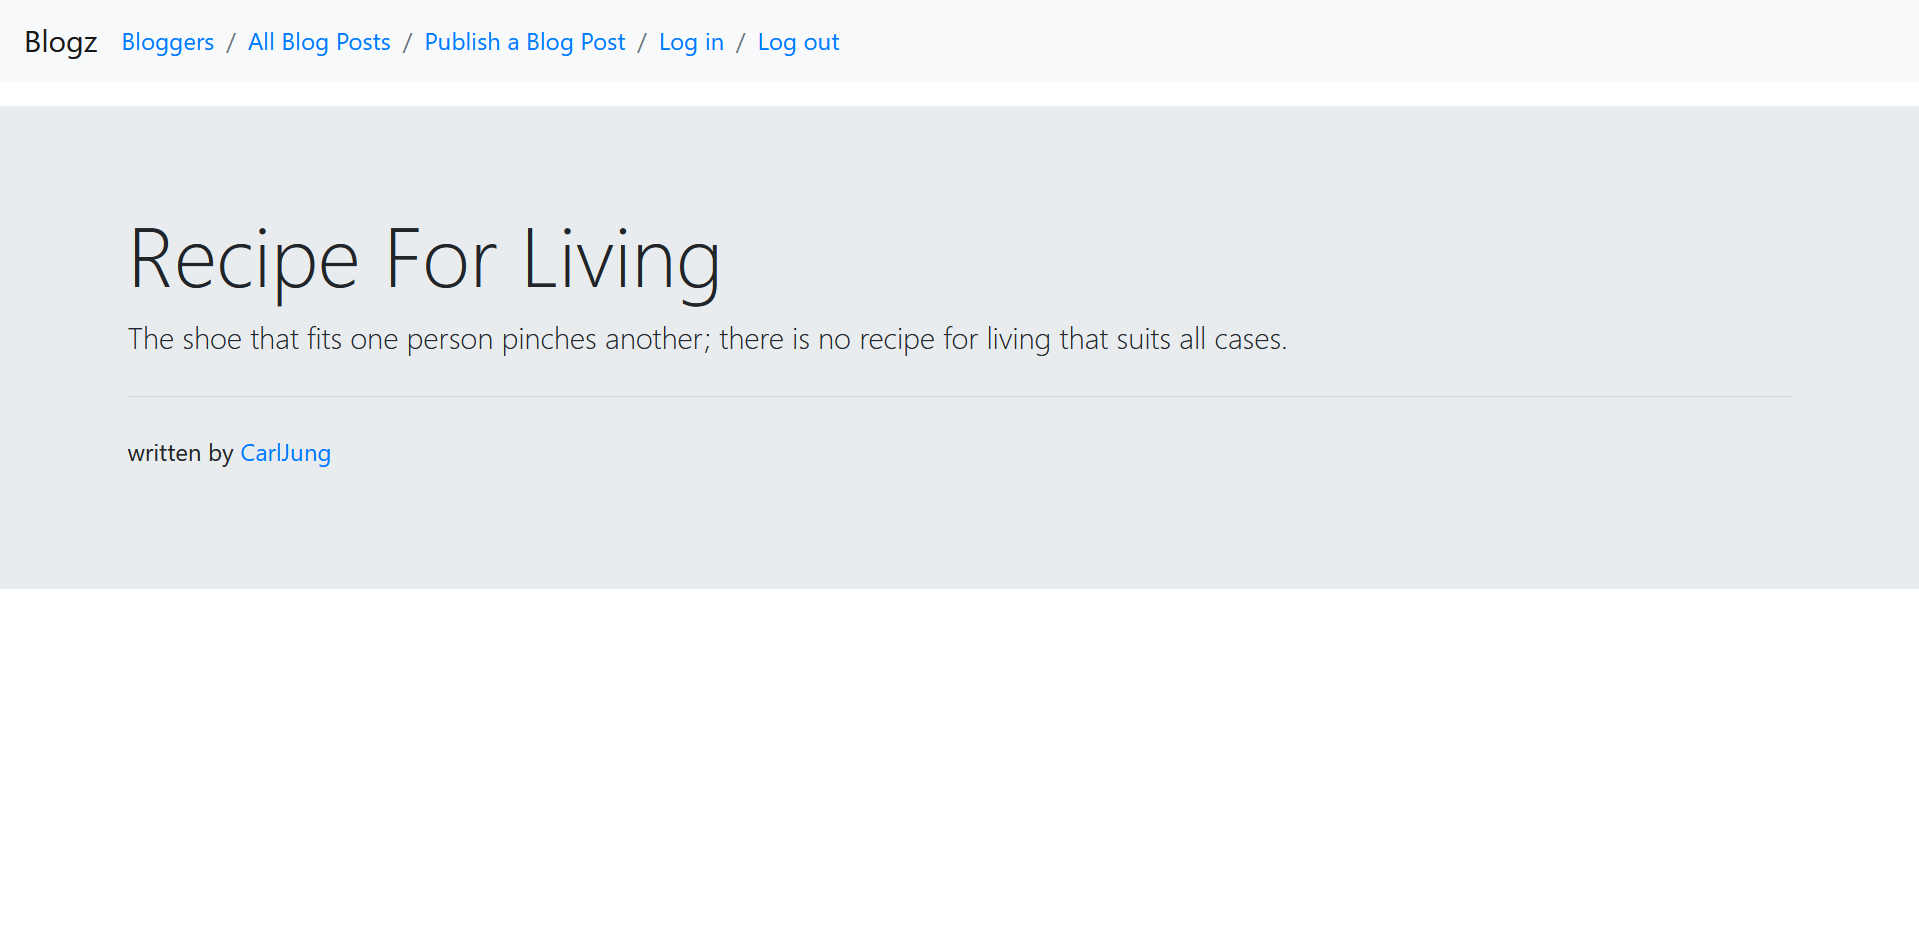 Blogz Bloggers / All Blog Posts / Publish a Blog Post / Log in / Log out
Recipe For Living
The shoe that fits one person pinches another; there is no recipe for living that suits all cases.
written by CarlJung